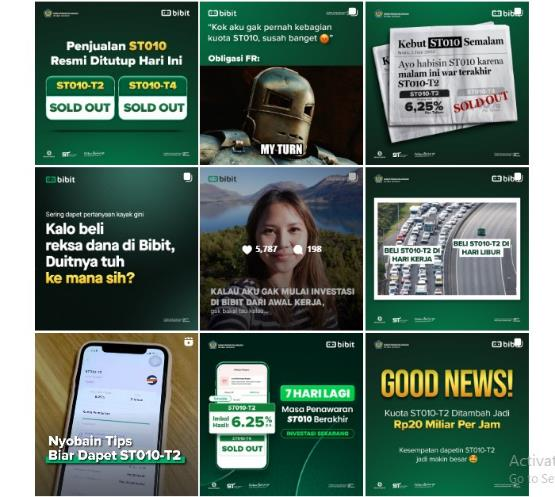 bibit
Penjualan ST010
Resmi Ditutup Hari Ini
ST010-T2
ST010-T4
SOLD OUT
SOLD OUT
bibit
"Kok aku gak pernah kebagian
kuota ST010, susah banget 😡"
Obligasi FR:
MY TURN
bibit
Kebut ST010 Semalam
Ayo habisin ST010 karena
malam ini war terakhir
ST010-T2
6,25%
SOLD OUT
bibit
Sering dapet pertanyaan kayak gini
Kalo beli
reksa dana di Bibit,
Duitnya tuh
ke mana sih?
bibit
5,787
198
KALAU AKU GAK MULAI INVESTASI
DI BIBIT DARI AWAL KERJA,
gak bakal tau kalau...
bibit
BELI ST010-T2 DI
HARI KERJA
BELI ST010-T2 DI
HARI LIBUR
Nyobain Tips
Biar Dapet ST010-T2
bibit
7 HARI LAGI
Masa Penawaran
ST010 Berakhir
INVESTASI SEKARANG
ST010-T2
Imbal
Hasil
6.25%
SOLD OUT
bibit
GOOD NEWS!
Kuota ST010-T2 Ditambah Jadi
Rp20 Miliar Per Jam
Kesempatan dapetin ST010-T2
jadi makin besar 🤩
Activat
Go to Se